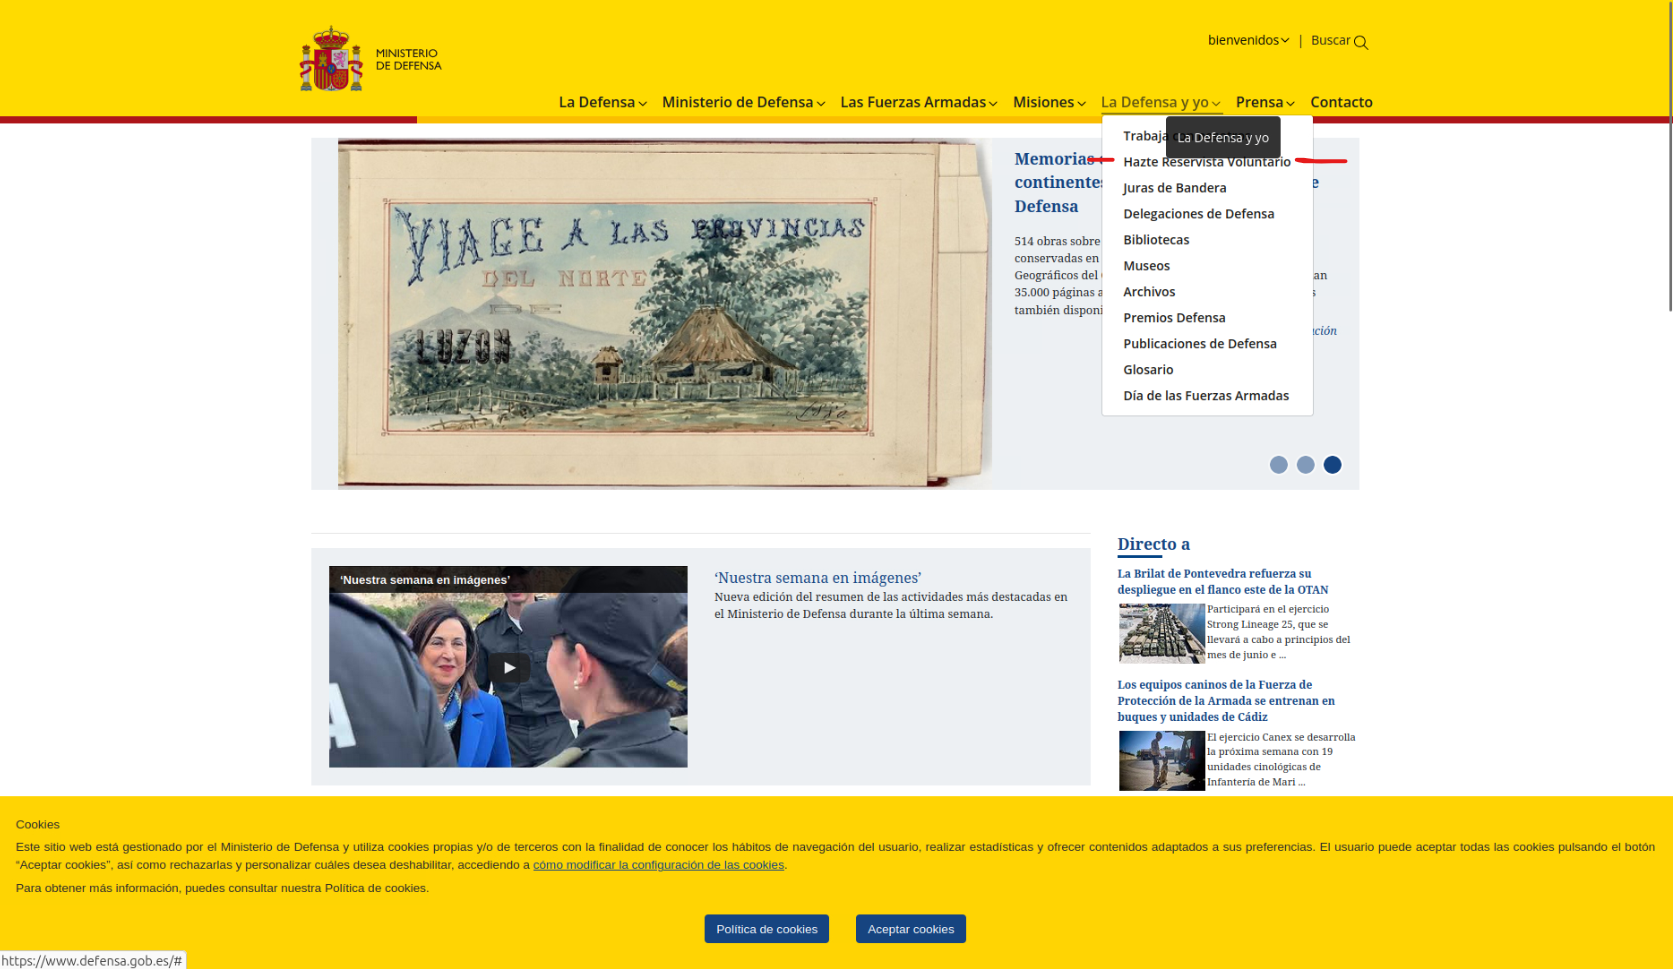 MINISTERIO
DE DEFENSA
bienvenidos | Buscar
La Defensa Ministerio de Defensa Las Fuerzas Armadas Misiones La Defensa y yo Prensa Contacto
Trabaja
La Defensa y yo
Hazte Reservista Voluntario
Juras de Bandera
Delegaciones de Defensa
Bibliotecas
Museos
Archivos
Premios Defensa
Publicaciones de Defensa
Glosario
Día de las Fuerzas Armadas
VIAGE A LAS PROVINCIAS
DEL NORTE
DE
LUZON
Memorias
continentes
Defensa
514 obras sobre
conservadas en
Geográficos del
35.000 páginas
también
‘Nuestra semana en imágenes’
‘Nuestra semana en imágenes’
Nueva edición del resumen de las actividades más destacadas en
el Ministerio de Defensa durante la última semana.
Directo a
La Brilat de Pontevedra refuerza su
despliegue en el flanco este de la OTAN
Participará en el ejercicio
Strong Lineage 25, que se
llevará a cabo a principios del
mes de junio e ...
Los equipos caninos de la Fuerza de
Protección de la Armada se entrenan en
buques y unidades de Cádiz
El ejercicio Canex se desarrolla
la próxima semana con 19
unidades cinológicas de
Infantería de Mari ...
Cookies
Este sitio web está gestionado por el Ministerio de Defensa y utiliza cookies propias y/o de terceros con la finalidad de conocer los hábitos de navegación del usuario, realizar estadísticas y ofrecer contenidos adaptados a sus preferencias. El usuario puede aceptar todas las cookies pulsando el botón
“Aceptar cookies”, así como rechazarlas y personalizar cuáles desea deshabilitar, accediendo a cómo modificar la configuración de las cookies.
Para obtener más información, puedes consultar nuestra Política de cookies.
Política de cookies Aceptar cookies
https://www.defensa.gob.es/#